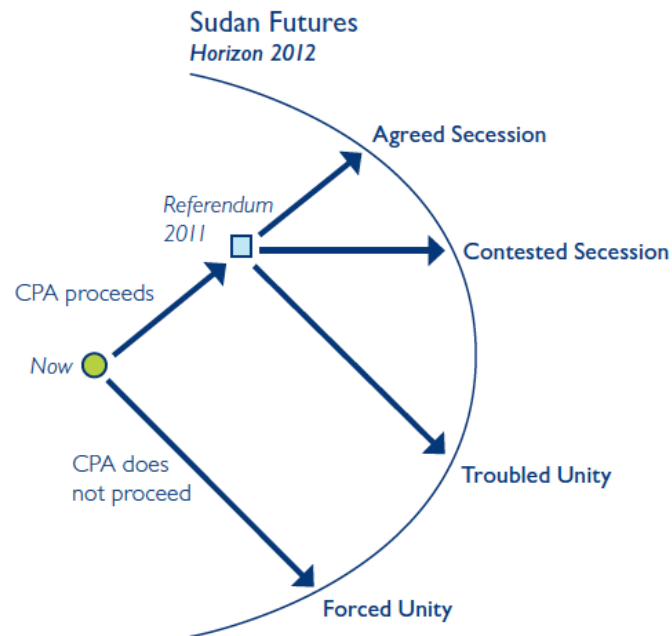 Sudan Futures
Horizon 2012
Agreed Secession
Referendum
2011
Contested Secession
CPA proceeds
Now
CPA does
not proceed
Troubled Unity
Forced Unity